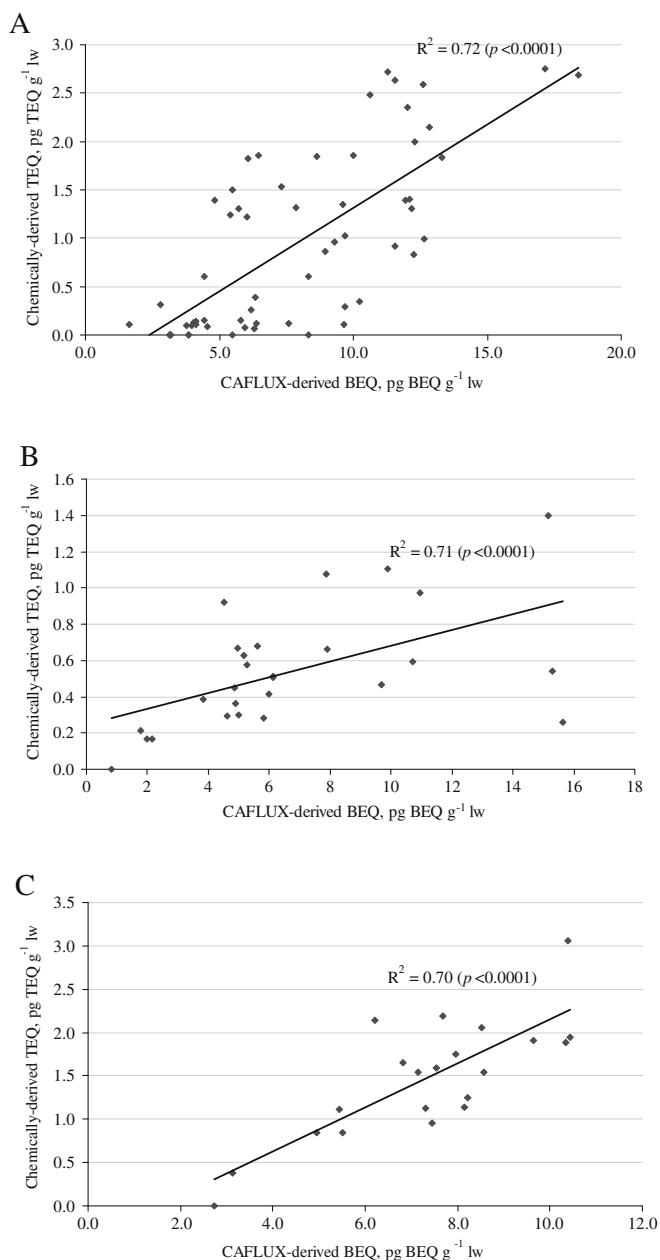 A
R² = 0.72 (p <0.0001)
Chemically-derived TEQ, pg TEQ g⁻¹ lw
3.0
2.5
2.0
1.5
1.0
0.5
0.0
0.0 5.0 10.0 15.0 20.0
CAFLUX-derived BEQ, pg BEQ g⁻¹ lw
B
R² = 0.71 (p <0.0001)
Chemically-derived TEQ, pg TEQ g⁻¹ lw
1.6
1.4
1.2
1.0
0.8
0.6
0.4
0.2
0.0
0 2 4 6 8 10 12 14 16 18
CAFLUX-derived BEQ, pg BEQ g⁻¹ lw
C
R² = 0.70 (p <0.0001)
Chemically-derived TEQ, pg TEQ g⁻¹ lw
3.5
3.0
2.5
2.0
1.5
1.0
0.5
0.0
0.0 2.0 4.0 6.0 8.0 10.0 12.0
CAFLUX-derived BEQ, pg BEQ g⁻¹ lw